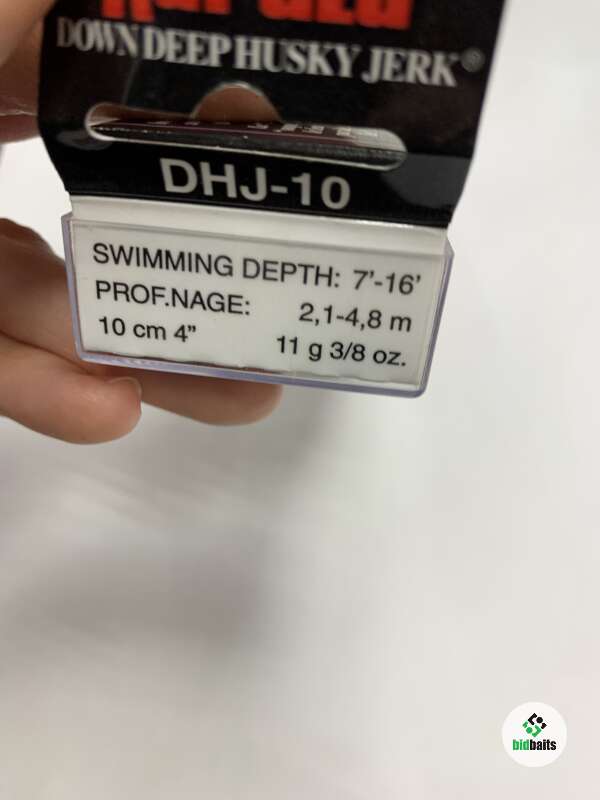 Rapala
DOWN DEEP HUSKY JERK®
DHJ-10
SWIMMING DEPTH: 7'-16'
PROF.NAGE: 2,1-4,8 m
10 cm 4” 11 g 3/8 oz.
bidbaits